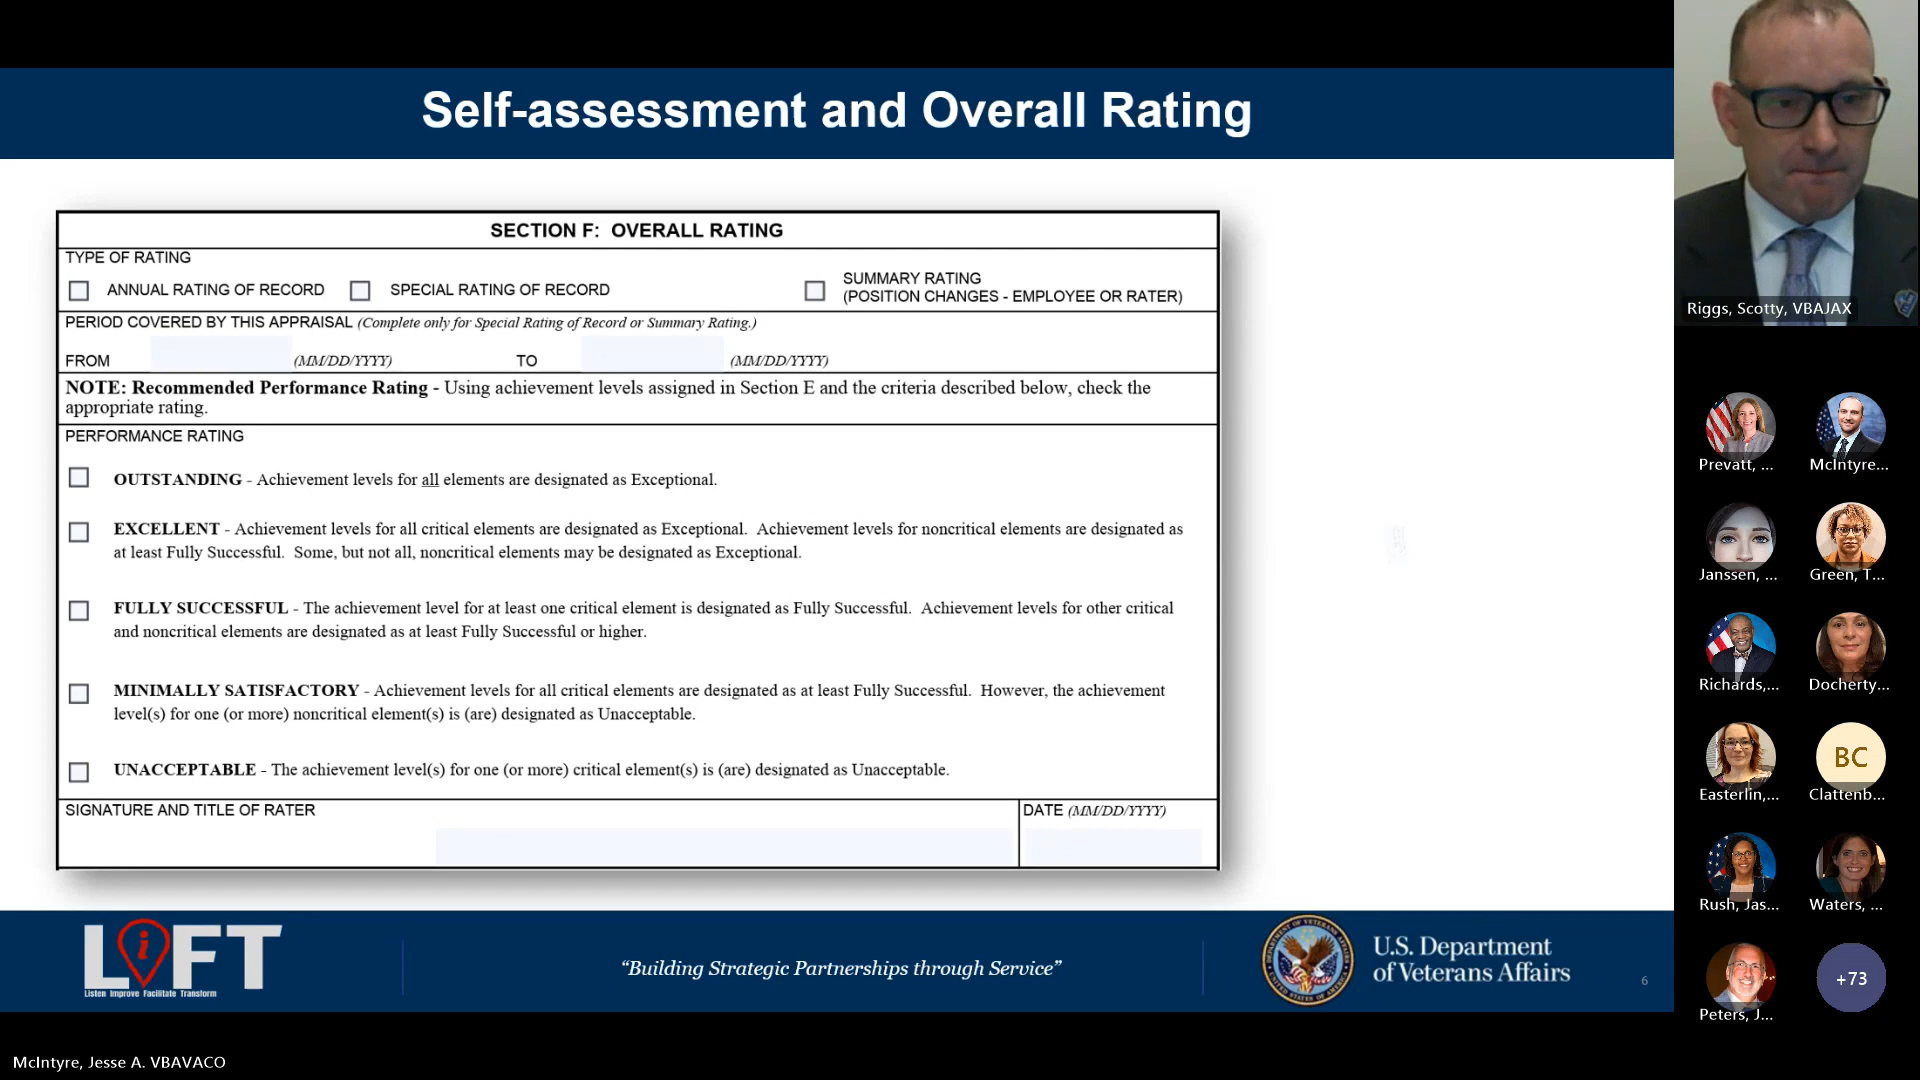 Self-assessment and Overall Rating
SECTION F: OVERALL RATING
TYPE OF RATING
ANNUAL RATING OF RECORD
SPECIAL RATING OF RECORD
SUMMARY RATING
(POSITION CHANGES - EMPLOYEE OR RATER)
PERIOD COVERED BY THIS APPRAISAL (Complete only for Special Rating of Record or Summary Rating.)
FROM (MM/DD/YYYY) TO (MM/DD/YYYY)
NOTE: Recommended Performance Rating - Using achievement levels assigned in Section E and the criteria described below, check the
appropriate rating.
PERFORMANCE RATING
OUTSTANDING - Achievement levels for all elements are designated as Exceptional.
EXCELLENT - Achievement levels for all critical elements are designated as Exceptional. Achievement levels for noncritical elements are designated as
at least Fully Successful. Some, but not all, noncritical elements may be designated as Exceptional.
FULLY SUCCESSFUL - The achievement level for at least one critical element is designated as Fully Successful. Achievement levels for other critical
and noncritical elements are designated as at least Fully Successful or higher.
MINIMALLY SATISFACTORY - Achievement levels for all critical elements are designated as at least Fully Successful. However, the achievement
level(s) for one (or more) noncritical element(s) is (are) designated as Unacceptable.
UNACCEPTABLE - The achievement level(s) for one (or more) critical element(s) is (are) designated as Unacceptable.
SIGNATURE AND TITLE OF RATER
DATE (MM/DD/YYYY)
LiFT
Listen Improve Facilitate Transform
“Building Strategic Partnerships through Service”
U.S. Department
of Veterans Affairs
6
McIntyre, Jesse A. VBAVACO
Riggs, Scotty, VBAJAX
Prevatt, ...
McIntyre...
Janssen, ...
Green, T...
Richards,...
Docherty...
Easterlin,...
BC
Clattenb...
Rush, Jas...
Waters, ...
Peters, J...
+73